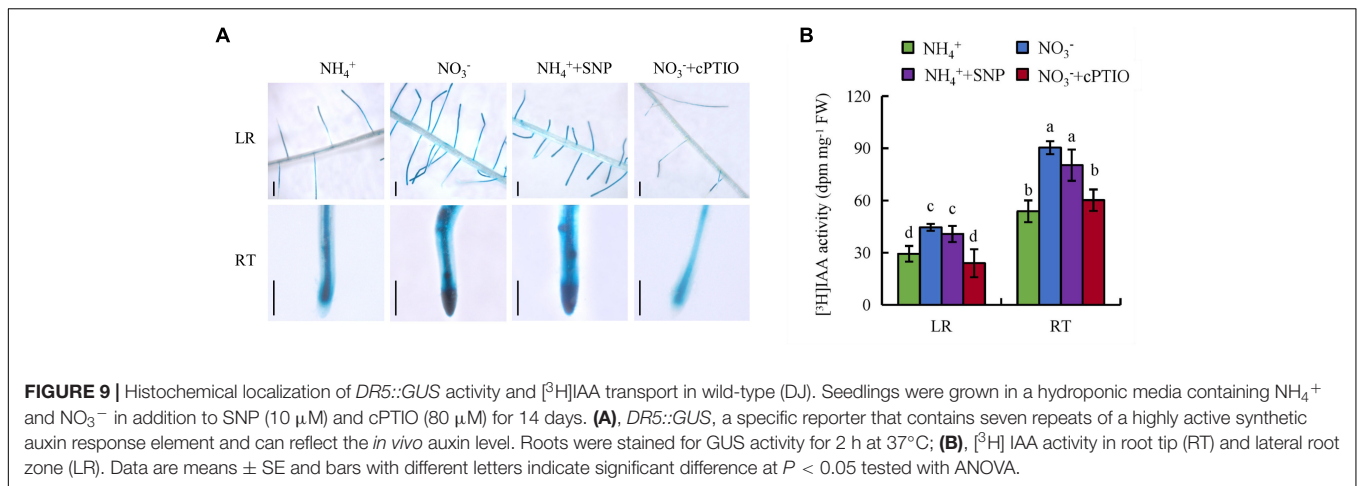 A
NH₄⁺ NO₃⁻ NH₄⁺+SNP NO₃⁻+cPTIO
LR
RT
B
NH₄⁺ NO₃⁻
NH₄⁺+SNP NO₃⁻+cPTIO
[³H]IAA activity (dpm mg⁻¹ FW)
120
90
60
30
0
d c c d b a a b
LR RT
FIGURE 9 | Histochemical localization of DR5::GUS activity and [³H]IAA transport in wild-type (DJ). Seedlings were grown in a hydroponic media containing NH₄⁺
and NO₃⁻ in addition to SNP (10 μM) and cPTIO (80 μM) for 14 days. (A), DR5::GUS, a specific reporter that contains seven repeats of a highly active synthetic
auxin response element and can reflect the in vivo auxin level. Roots were stained for GUS activity for 2 h at 37°C; (B), [³H] IAA activity in root tip (RT) and lateral root
zone (LR). Data are means ± SE and bars with different letters indicate significant difference at P < 0.05 tested with ANOVA.